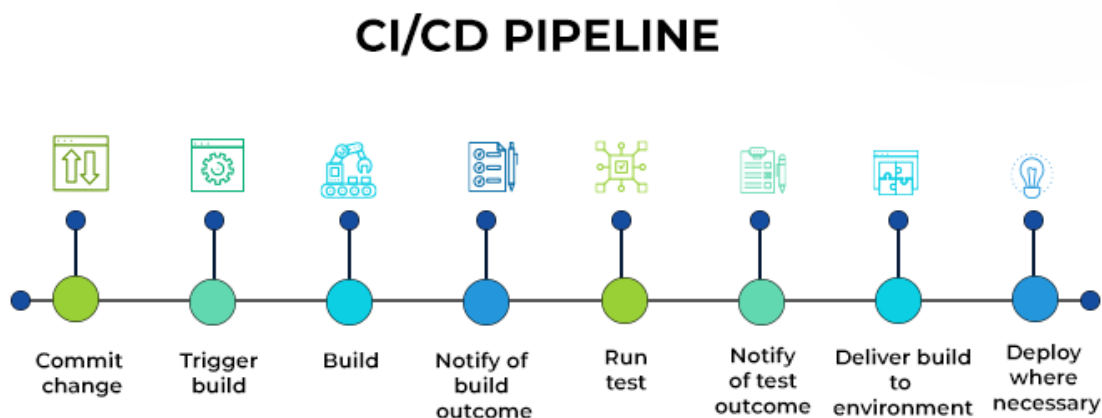 CI/CD PIPELINE
Commit
change
Trigger
build
Build
Notify of
build
outcome
Run
test
Notify
of test
outcome
Deliver build
to
environment
Deploy
where
necessary